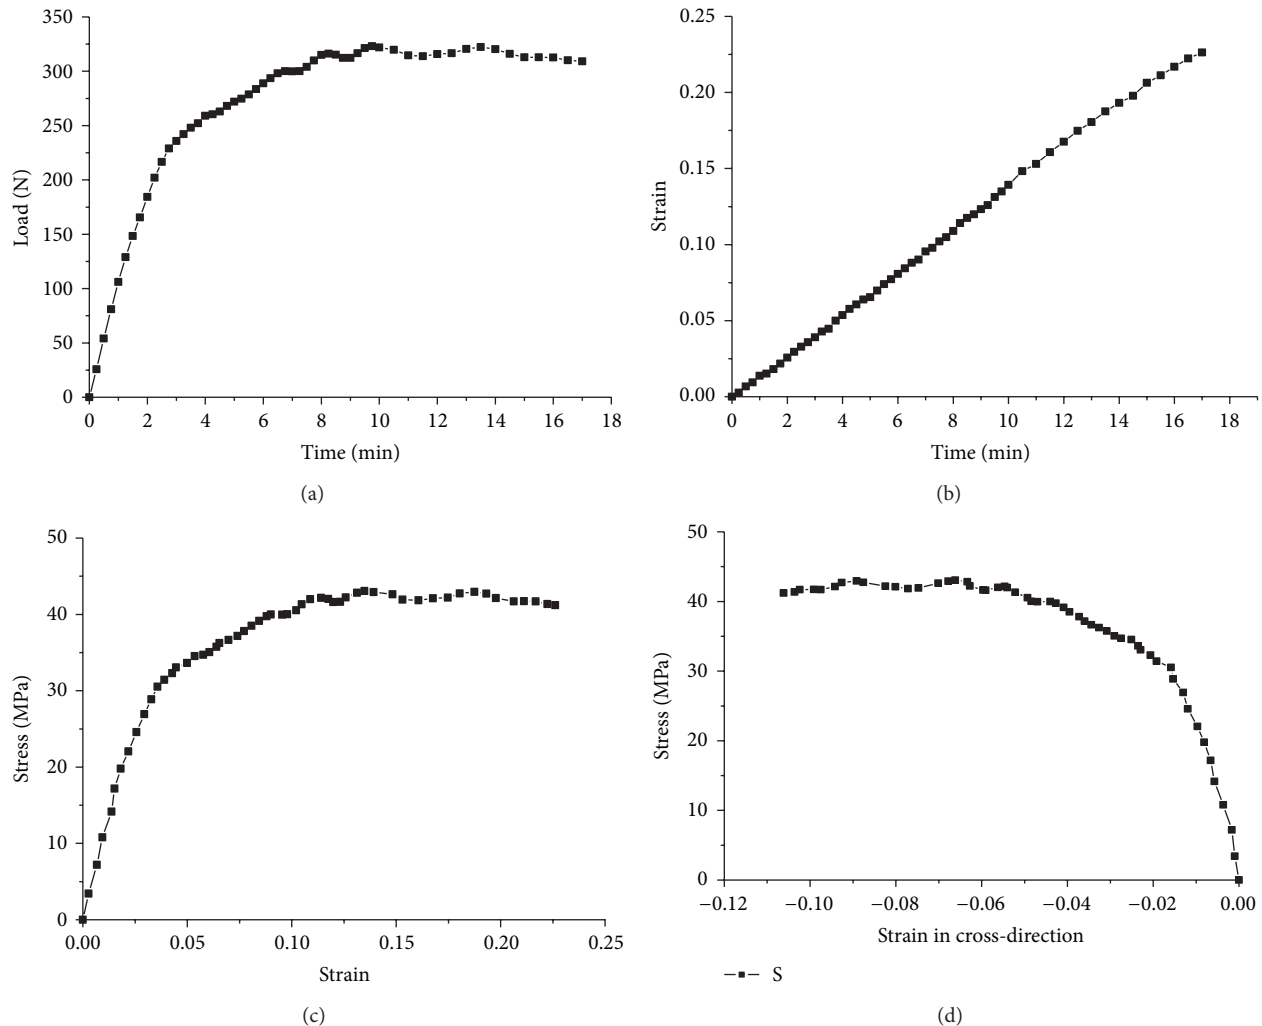 350
300
250
200
150
100
50
0
Load (N)
0 2 4 6 8 10 12 14 16 18
Time (min)
(a)
0.25
0.20
0.15
0.10
0.05
0.00
Strain
0 2 4 6 8 10 12 14 16 18
Time (min)
(b)
50
40
30
20
10
0
Stress (MPa)
0.00 0.05 0.10 0.15 0.20 0.25
Strain
(c)
50
40
30
20
10
0
Stress (MPa)
−0.12 −0.10 −0.08 −0.06 −0.04 −0.02 0.00
Strain in cross-direction
S
(d)